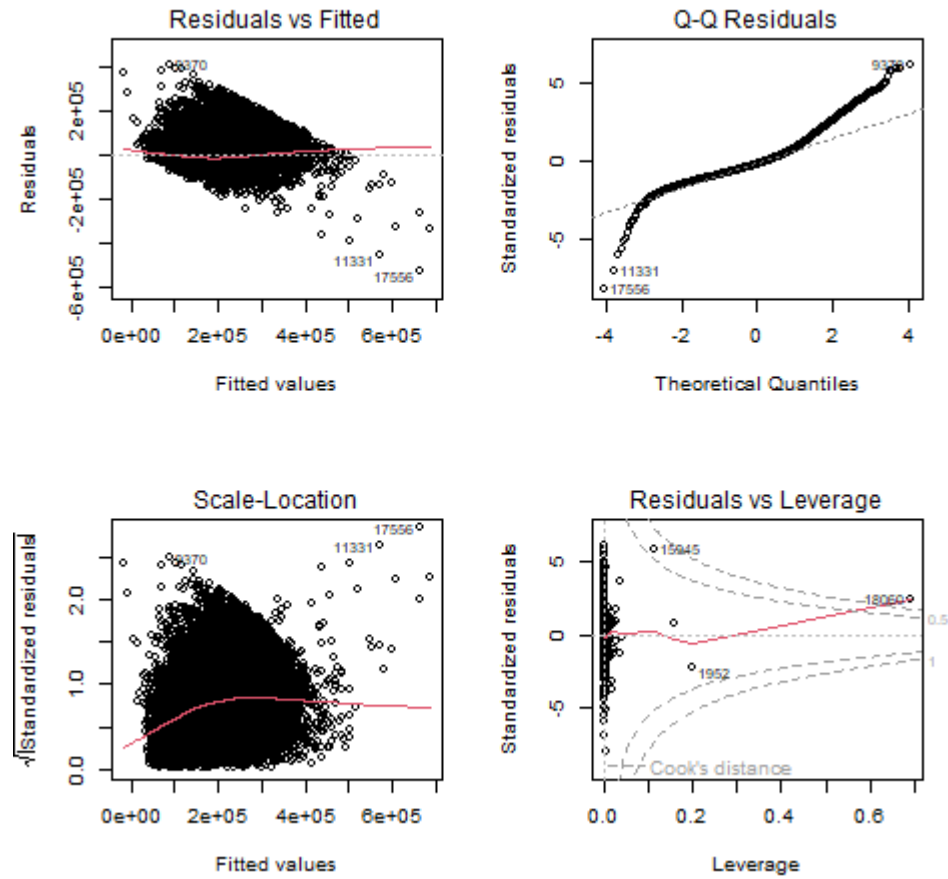 Residuals vs Fitted
Residuals
2e+05
-2e+05
-6e+05
9370
11331
17556
0e+00 2e+05 4e+05 6e+05
Fitted values
Q-Q Residuals
Standardized residuals
5
0
-5
9370
11331
17556
-4 -2 0 2 4
Theoretical Quantiles
Scale-Location
√|Standardized residuals|
2.0
1.0
0.0
9370
17556
11331
0e+00 2e+05 4e+05 6e+05
Fitted values
Residuals vs Leverage
Standardized residuals
5
0
-5
15945
18060
1952
0.5
1
Cook's distance
0.0 0.2 0.4 0.6
Leverage